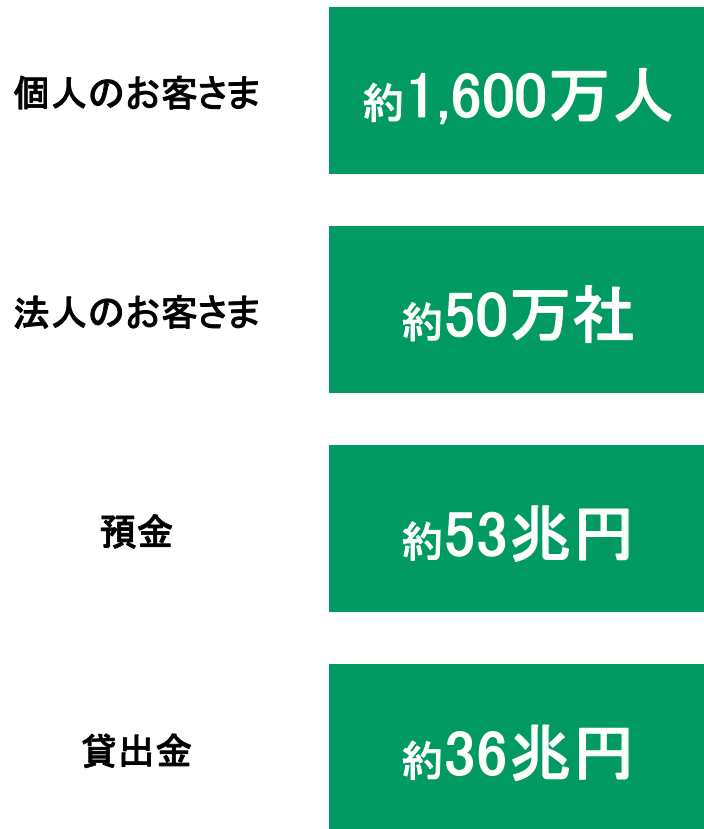 個人のお客さま
約1,600万人
法人のお客さま
約50万社
預金
約53兆円
貸出金
約36兆円